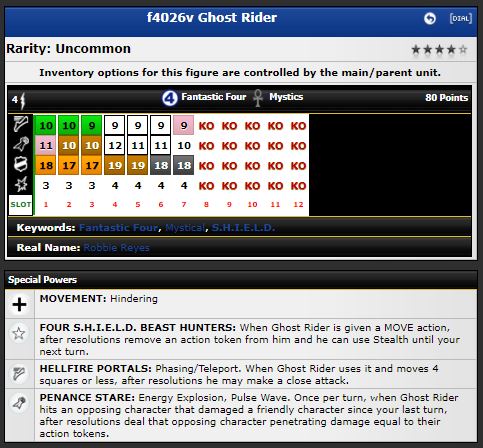 f4026v Ghost Rider
[DIAL]
Rarity: Uncommon
Inventory options for this figure are controlled by the main/parent unit.
4 4 Fantastic Four Mystics 80 Points
10 10 9 9 9 9 9 KO KO KO KO KO
11 10 10 12 11 11 10 KO KO KO KO KO
18 17 17 19 19 18 18 KO KO KO KO KO
3 3 3 4 4 4 4 KO KO KO KO KO
SLOT 1 2 3 4 5 6 7 8 9 10 11 12
Keywords: Fantastic Four, Mystical, S.H.I.E.L.D.
Real Name: Robbie Reyes
Special Powers
MOVEMENT: Hindering
FOUR S.H.I.E.L.D. BEAST HUNTERS: When Ghost Rider is given a MOVE action,
after resolutions remove an action token from him and he can use Stealth until your
next turn.
HELLFIRE PORTALS: Phasing/Teleport. When Ghost Rider uses it and moves 4
squares or less, after resolutions he may make a close attack.
PENANCE STARE: Energy Explosion, Pulse Wave. Once per turn, when Ghost Rider
hits an opposing character that damaged a friendly character since your last turn,
after resolutions deal that opposing character penetrating damage equal to their
action tokens.